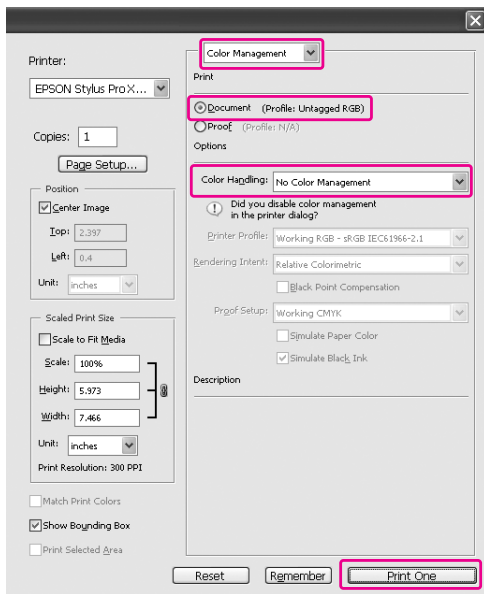 Printer:
EPSON Stylus Pro X...
Copies: 1
Page Setup...
Position
Center Image
Top: 2.397
Left: 0.4
Unit: inches
Scaled Print Size
Scale to Fit Media
Scale: 100%
Height: 5.973
Width: 7.466
Unit: inches
Print Resolution: 300 PPI
Match Print Colors
Show Bounding Box
Print Selected Area
Color Management
Print
Document (Profile: Untagged RGB)
Proof (Profile: N/A)
Options
Color Handling: No Color Management
Did you disable color management
in the printer dialog?
Printer Profile: Working RGB - sRGB IEC61966-2.1
Rendering Intent: Relative Colorimetric
Black Point Compensation
Proof Setup: Working CMYK
Simulate Paper Color
Simulate Black Ink
Description
Reset Remember Print One